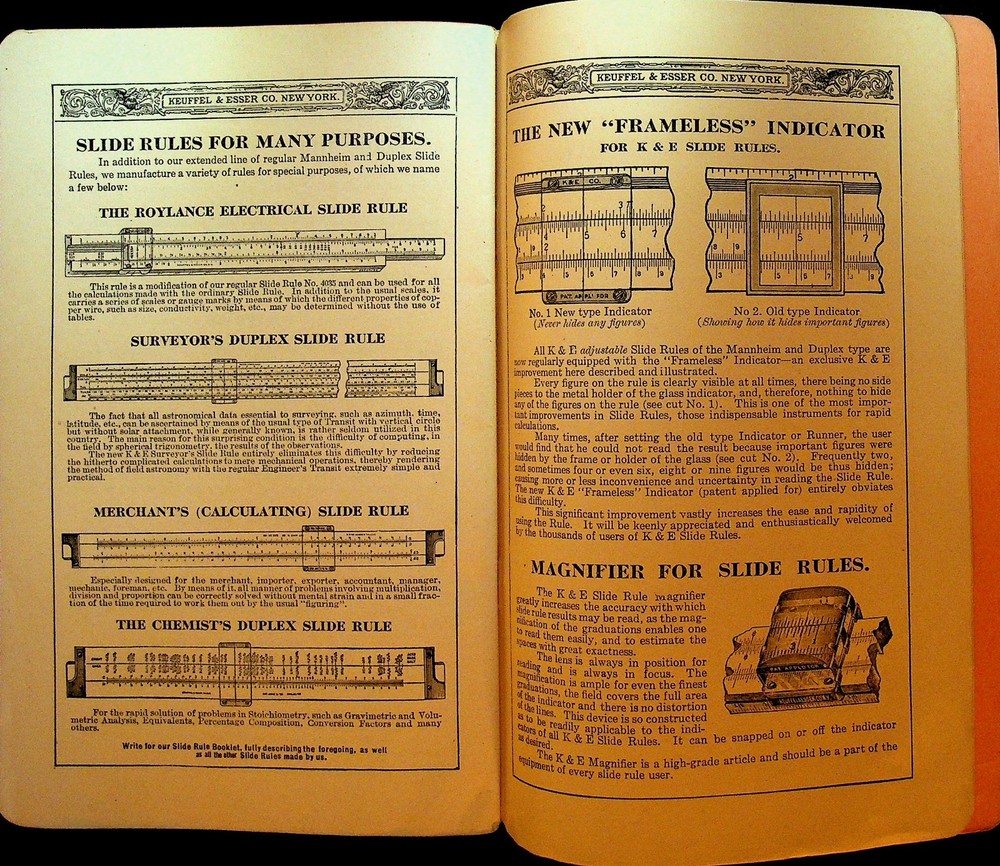 KEUFFEL & ESSER CO. NEW YORK.
SLIDE RULES FOR MANY PURPOSES.
In addition to our extended line of regular Mannheim and Duplex Slide
Rules, we manufacture a variety of rules for special purposes, of which we name
a few below:
THE ROYLANCE ELECTRICAL SLIDE RULE
This rule is a modification of our regular Slide Rule No. 4035 and can be used for all
the calculations made with the ordinary Slide Rule. In addition to the usual scales, it
carries a series of scales or gauge marks by means of which the different properties of cop-
per wire, such as size, conductivity, weight, etc., may be determined without the use of
tables.
SURVEYOR'S DUPLEX SLIDE RULE
The fact that all astronomical data essential to surveying, such as azimuth, time,
latitude, etc., can be ascertained by means of the usual type of Transit with vertical circle
but without solar attachment, while generally known, is rather seldom utilized in this
country. The main reason for this surprising condition is the difficulty of computing, in
the field by spherical trigonometry, the results of the observations.
The new K & E Surveyor's Slide Rule entirely eliminates this difficulty by reducing
the hitherto complicated calculations to mere mechanical operations, thereby rendering
the method of field astronomy with the regular Engineer's Transit extremely simple and
practical.
MERCHANT'S (CALCULATING) SLIDE RULE
Especially designed for the merchant, importer, exporter, accountant, manager,
mechanic, foreman, etc. By means of it, all manner of problems involving multiplication,
division and proportion can be correctly solved without mental strain and in a small frac-
tion of the time required to work them out by the usual "figuring".
THE CHEMIST'S DUPLEX SLIDE RULE
For the rapid solution of problems in Stoichiometry, such as Gravimetric and Volu-
metric Analysis, Equivalents, Percentage Composition, Conversion Factors and many
others.
Write for our Slide Rule Booklet, fully describing the foregoing, as well
as all the other Slide Rules made by us.
KEUFFEL & ESSER CO. NEW YORK.
THE NEW "FRAMELESS" INDICATOR
FOR K & E SLIDE RULES.
K & E CO.
PAT. APPL. FOR
No. 1 New type Indicator
(Never hides any figures)
No 2. Old type Indicator
(Showing how it hides important figures)
All K & E adjustable Slide Rules of the Mannheim and Duplex type are
now regularly equipped with the "Frameless" Indicator—an exclusive K & E
improvement here described and illustrated.
Every figure on the rule is clearly visible at all times, there being no side
pieces to the metal holder of the glass indicator, and, therefore, nothing to hide
any of the figures on the rule (see cut No. 1). This is one of the most impor-
tant improvements in Slide Rules, those indispensable instruments for rapid
calculations.
Many times, after setting the old type Indicator or Runner, the user
would find that he could not read the result because important figures were
hidden by the frame or holder of the glass (see cut No. 2). Frequently two,
and sometimes four or even six, eight or nine figures would be thus hidden;
causing more or less inconvenience and uncertainty in reading the Slide Rule.
The new K & E "Frameless" Indicator (patent applied for) entirely obviates
this difficulty.
This significant improvement vastly increases the ease and rapidity of
using the Rule. It will be keenly appreciated and enthusiastically welcomed
by the thousands of users of K & E Slide Rules.
MAGNIFIER FOR SLIDE RULES.
The K & E Slide Rule magnifier
greatly increases the accuracy with which
slide rule results may be read, as the mag-
nification of the graduations enables one
to read them easily, and to estimate the
spaces with great exactness.
The lens is always in position for
reading and is always in focus. The
magnification is ample for even the finest
graduations, the field covers the full area
of the indicator and there is no distortion
of the lines. This device is so constructed
as to be readily applicable to the indi-
cators of all K & E Slide Rules. It can be snapped on or off the indicator
as desired.
The K & E Magnifier is a high-grade article and should be a part of the
equipment of every slide rule user.